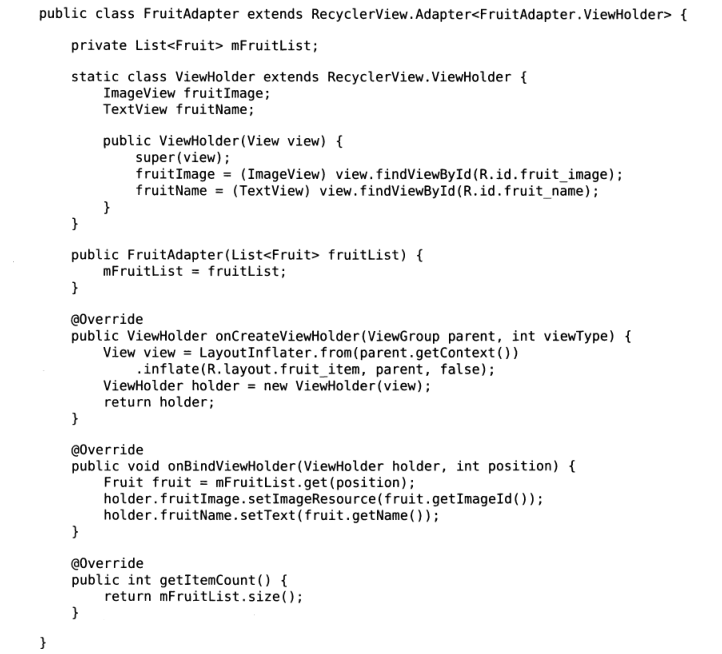 public class FruitAdapter extends RecyclerView.Adapter<FruitAdapter.ViewHolder> {
    private List<Fruit> mFruitList;
    static class ViewHolder extends RecyclerView.ViewHolder {
        ImageView fruitImage;
        TextView fruitName;
        public ViewHolder(View view) {
            super(view);
            fruitImage = (ImageView) view.findViewById(R.id.fruit_image);
            fruitName = (TextView) view.findViewById(R.id.fruit_name);
        }
    }
    public FruitAdapter(List<Fruit> fruitList) {
        mFruitList = fruitList;
    }
    @Override
    public ViewHolder onCreateViewHolder(ViewGroup parent, int viewType) {
        View view = LayoutInflater.from(parent.getContext())
            .inflate(R.layout.fruit_item, parent, false);
        ViewHolder holder = new ViewHolder(view);
        return holder;
    }
    @Override
    public void onBindViewHolder(ViewHolder holder, int position) {
        Fruit fruit = mFruitList.get(position);
        holder.fruitImage.setImageResource(fruit.getImageId());
        holder.fruitName.setText(fruit.getName());
    }
    @Override
    public int getItemCount() {
        return mFruitList.size();
    }
}